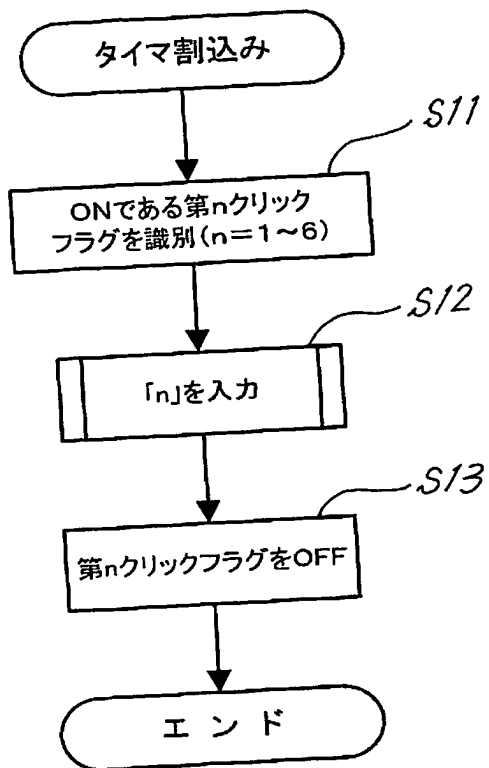 タイマ割込み
S11
ONである第nクリック
フラグを識別(n=1~6)
S12
「n」を入力
S13
第nクリックフラグをOFF
エンド